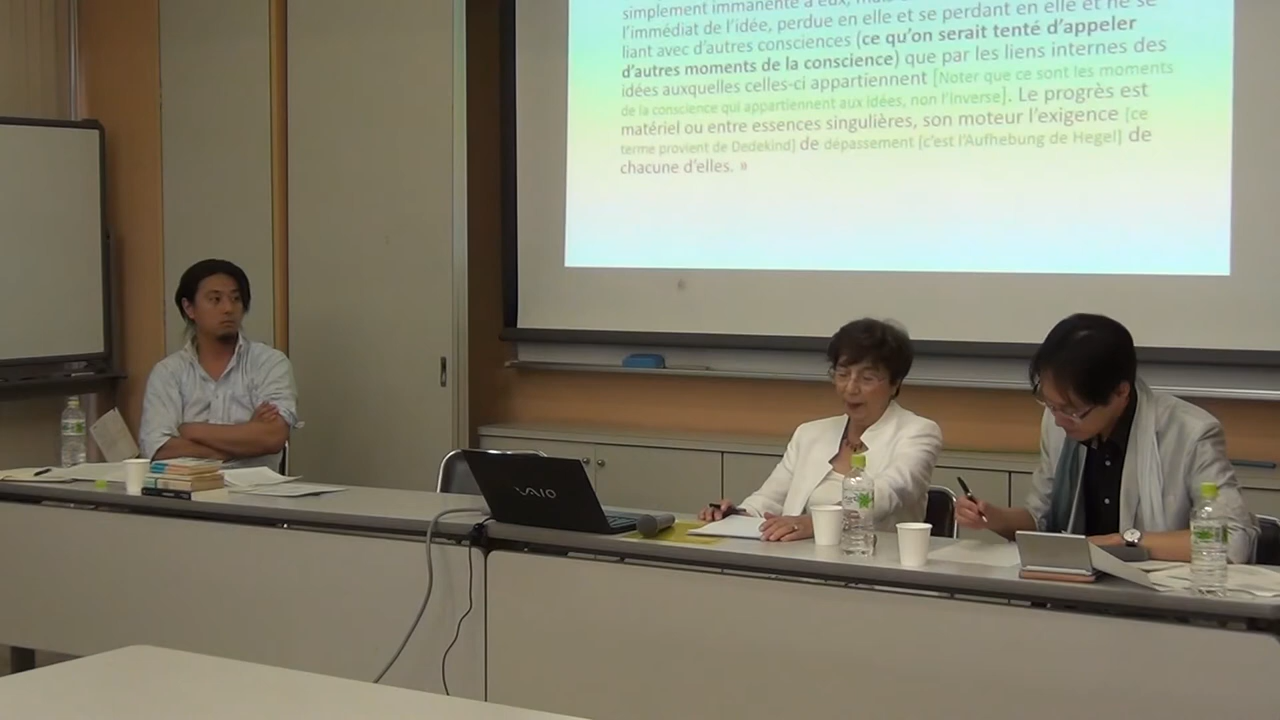 simplement immanente à eux, mais
l'immédiat de l'idée, perdue en elle et se perdant en elle et ne se
liant avec d'autres consciences (ce qu'on serait tenté d'appeler
d'autres moments de la conscience) que par les liens internes des
idées auxquelles celles-ci appartiennent [Noter que ce sont les moments
de la conscience qui appartiennent aux idées, non l'inverse]. Le progrès est
matériel ou entre essences singulières, son moteur l'exigence [ce
terme provient de Dedekind] de dépassement [c'est l'Aufhebung de Hegel] de
chacune d'elles. »
VAIO